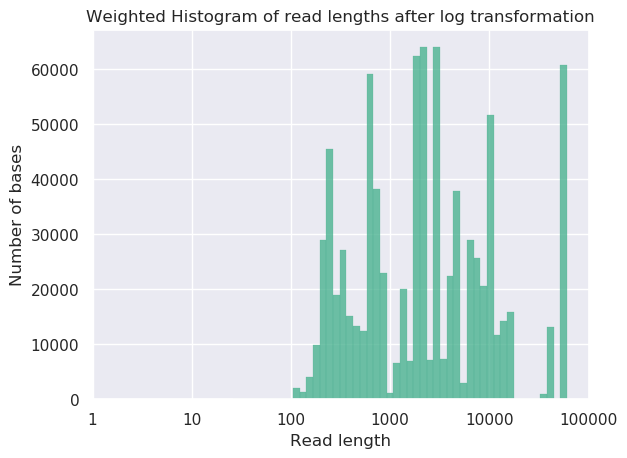 Weighted Histogram of read lengths after log transformation
Number of bases
60000
50000
40000
30000
20000
10000
0
1 10 100 1000 10000 100000
Read length